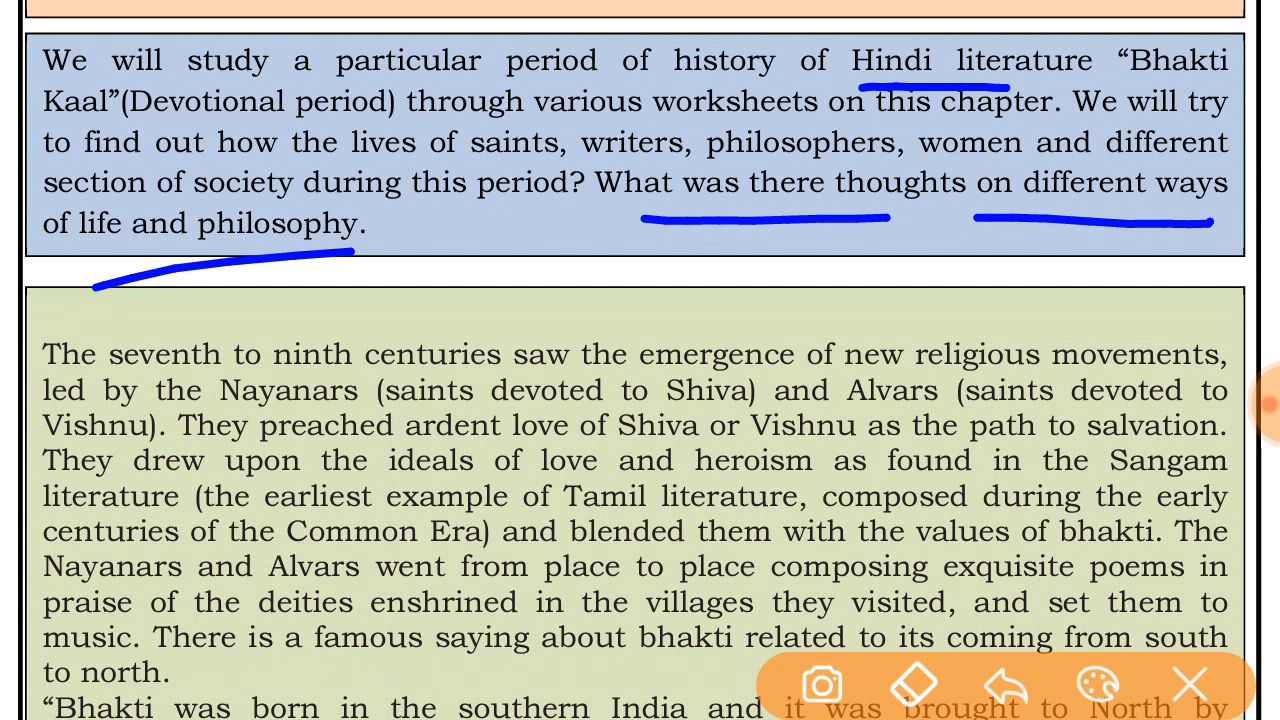 We will study a particular period of history of Hindi literature “Bhakti
Kaal”(Devotional period) through various worksheets on this chapter. We will try
to find out how the lives of saints, writers, philosophers, women and different
section of society during this period? What was there thoughts on different ways
of life and philosophy.
The seventh to ninth centuries saw the emergence of new religious movements,
led by the Nayanars (saints devoted to Shiva) and Alvars (saints devoted to
Vishnu). They preached ardent love of Shiva or Vishnu as the path to salvation.
They drew upon the ideals of love and heroism as found in the Sangam
literature (the earliest example of Tamil literature, composed during the early
centuries of the Common Era) and blended them with the values of bhakti. The
Nayanars and Alvars went from place to place composing exquisite poems in
praise of the deities enshrined in the villages they visited, and set them to
music. There is a famous saying about bhakti related to its coming from south
to north.
“Bhakti was born in the southern India and it was brought to North by